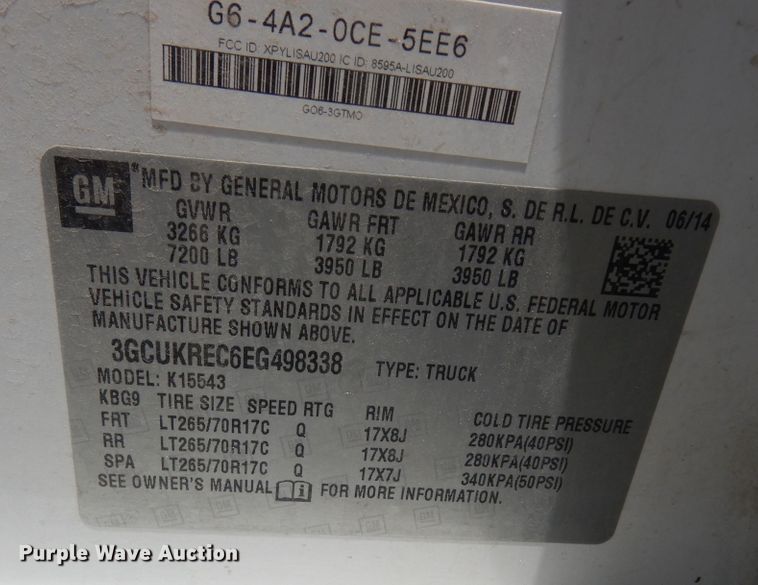 G6-4A2-0CE-5EE6
FCC ID: XPYLISAU200 IC ID: 8595A-LISAU200
GO6-3GTMO
GM
MFD BY GENERAL MOTORS DE MEXICO, S. DE R.L. DE C.V. 06/14
GVWR GAWR FRT GAWR RR
3266 KG 1792 KG 1792 KG
7200 LB 3950 LB 3950 LB
THIS VEHICLE CONFORMS TO ALL APPLICABLE U.S. FEDERAL MOTOR
VEHICLE SAFETY STANDARDS IN EFFECT ON THE DATE OF
MANUFACTURE SHOWN ABOVE.
3GCUKREC6EG498338 TYPE: TRUCK
MODEL: K15543
KBG9 TIRE SIZE SPEED RTG RIM COLD TIRE PRESSURE
FRT LT265/70R17C Q 17X8J 280KPA(40PSI)
RR LT265/70R17C Q 17X8J 280KPA(40PSI)
SPA LT265/70R17C Q 17X7J 340KPA(50PSI)
SEE OWNER'S MANUAL FOR MORE INFORMATION.
Purple Wave Auction